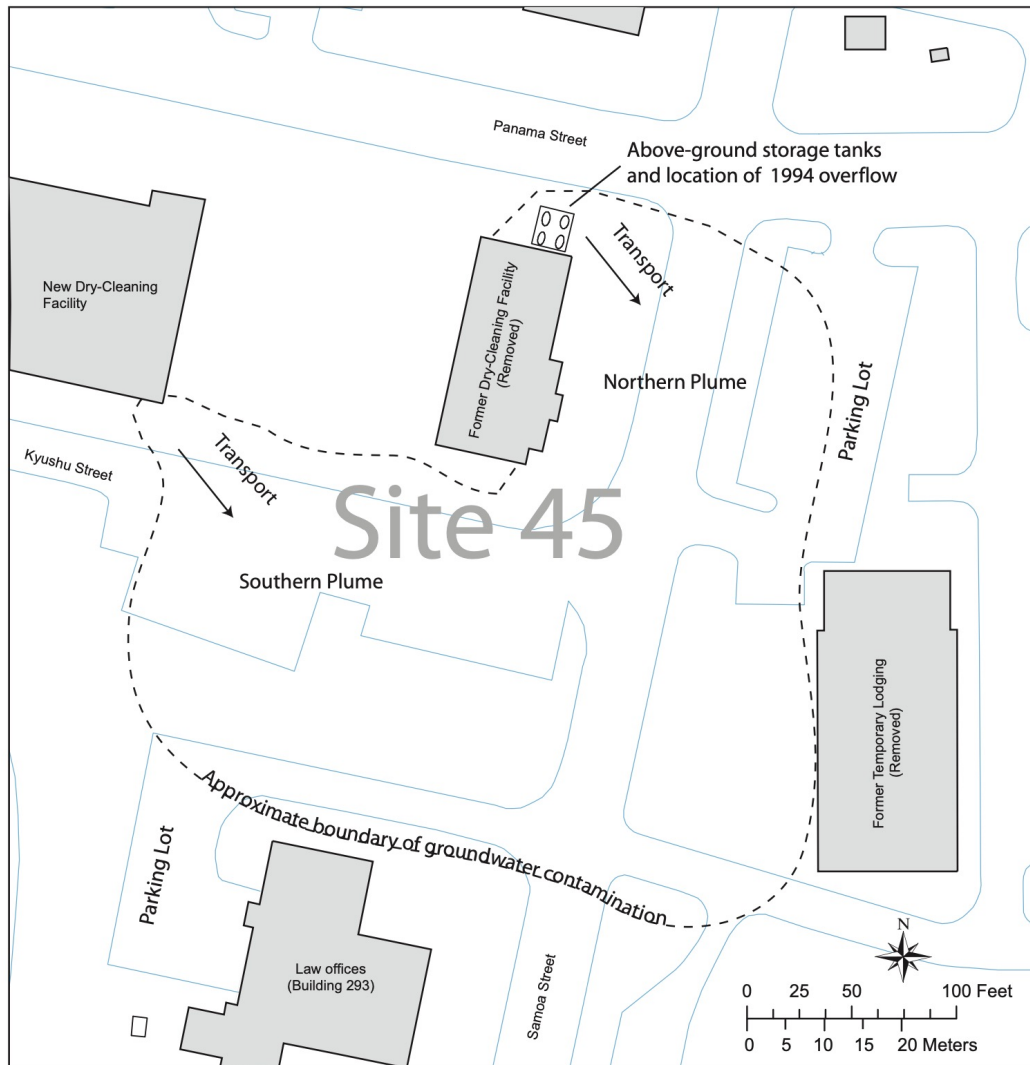 Panama Street
Above-ground storage tanks
and location of 1994 overflow
Transport
New Dry-Cleaning
Facility
Former Dry-Cleaning Facility
(Removed)
Northern Plume
Parking Lot
Kyushu Street
Transport
Site 45
Southern Plume
Former Temporary Lodging
(Removed)
Approximate boundary of groundwater contamination
Parking Lot
Law offices
(Building 293)
Samoa Street
N
0 25 50 100 Feet
0 5 10 15 20 Meters